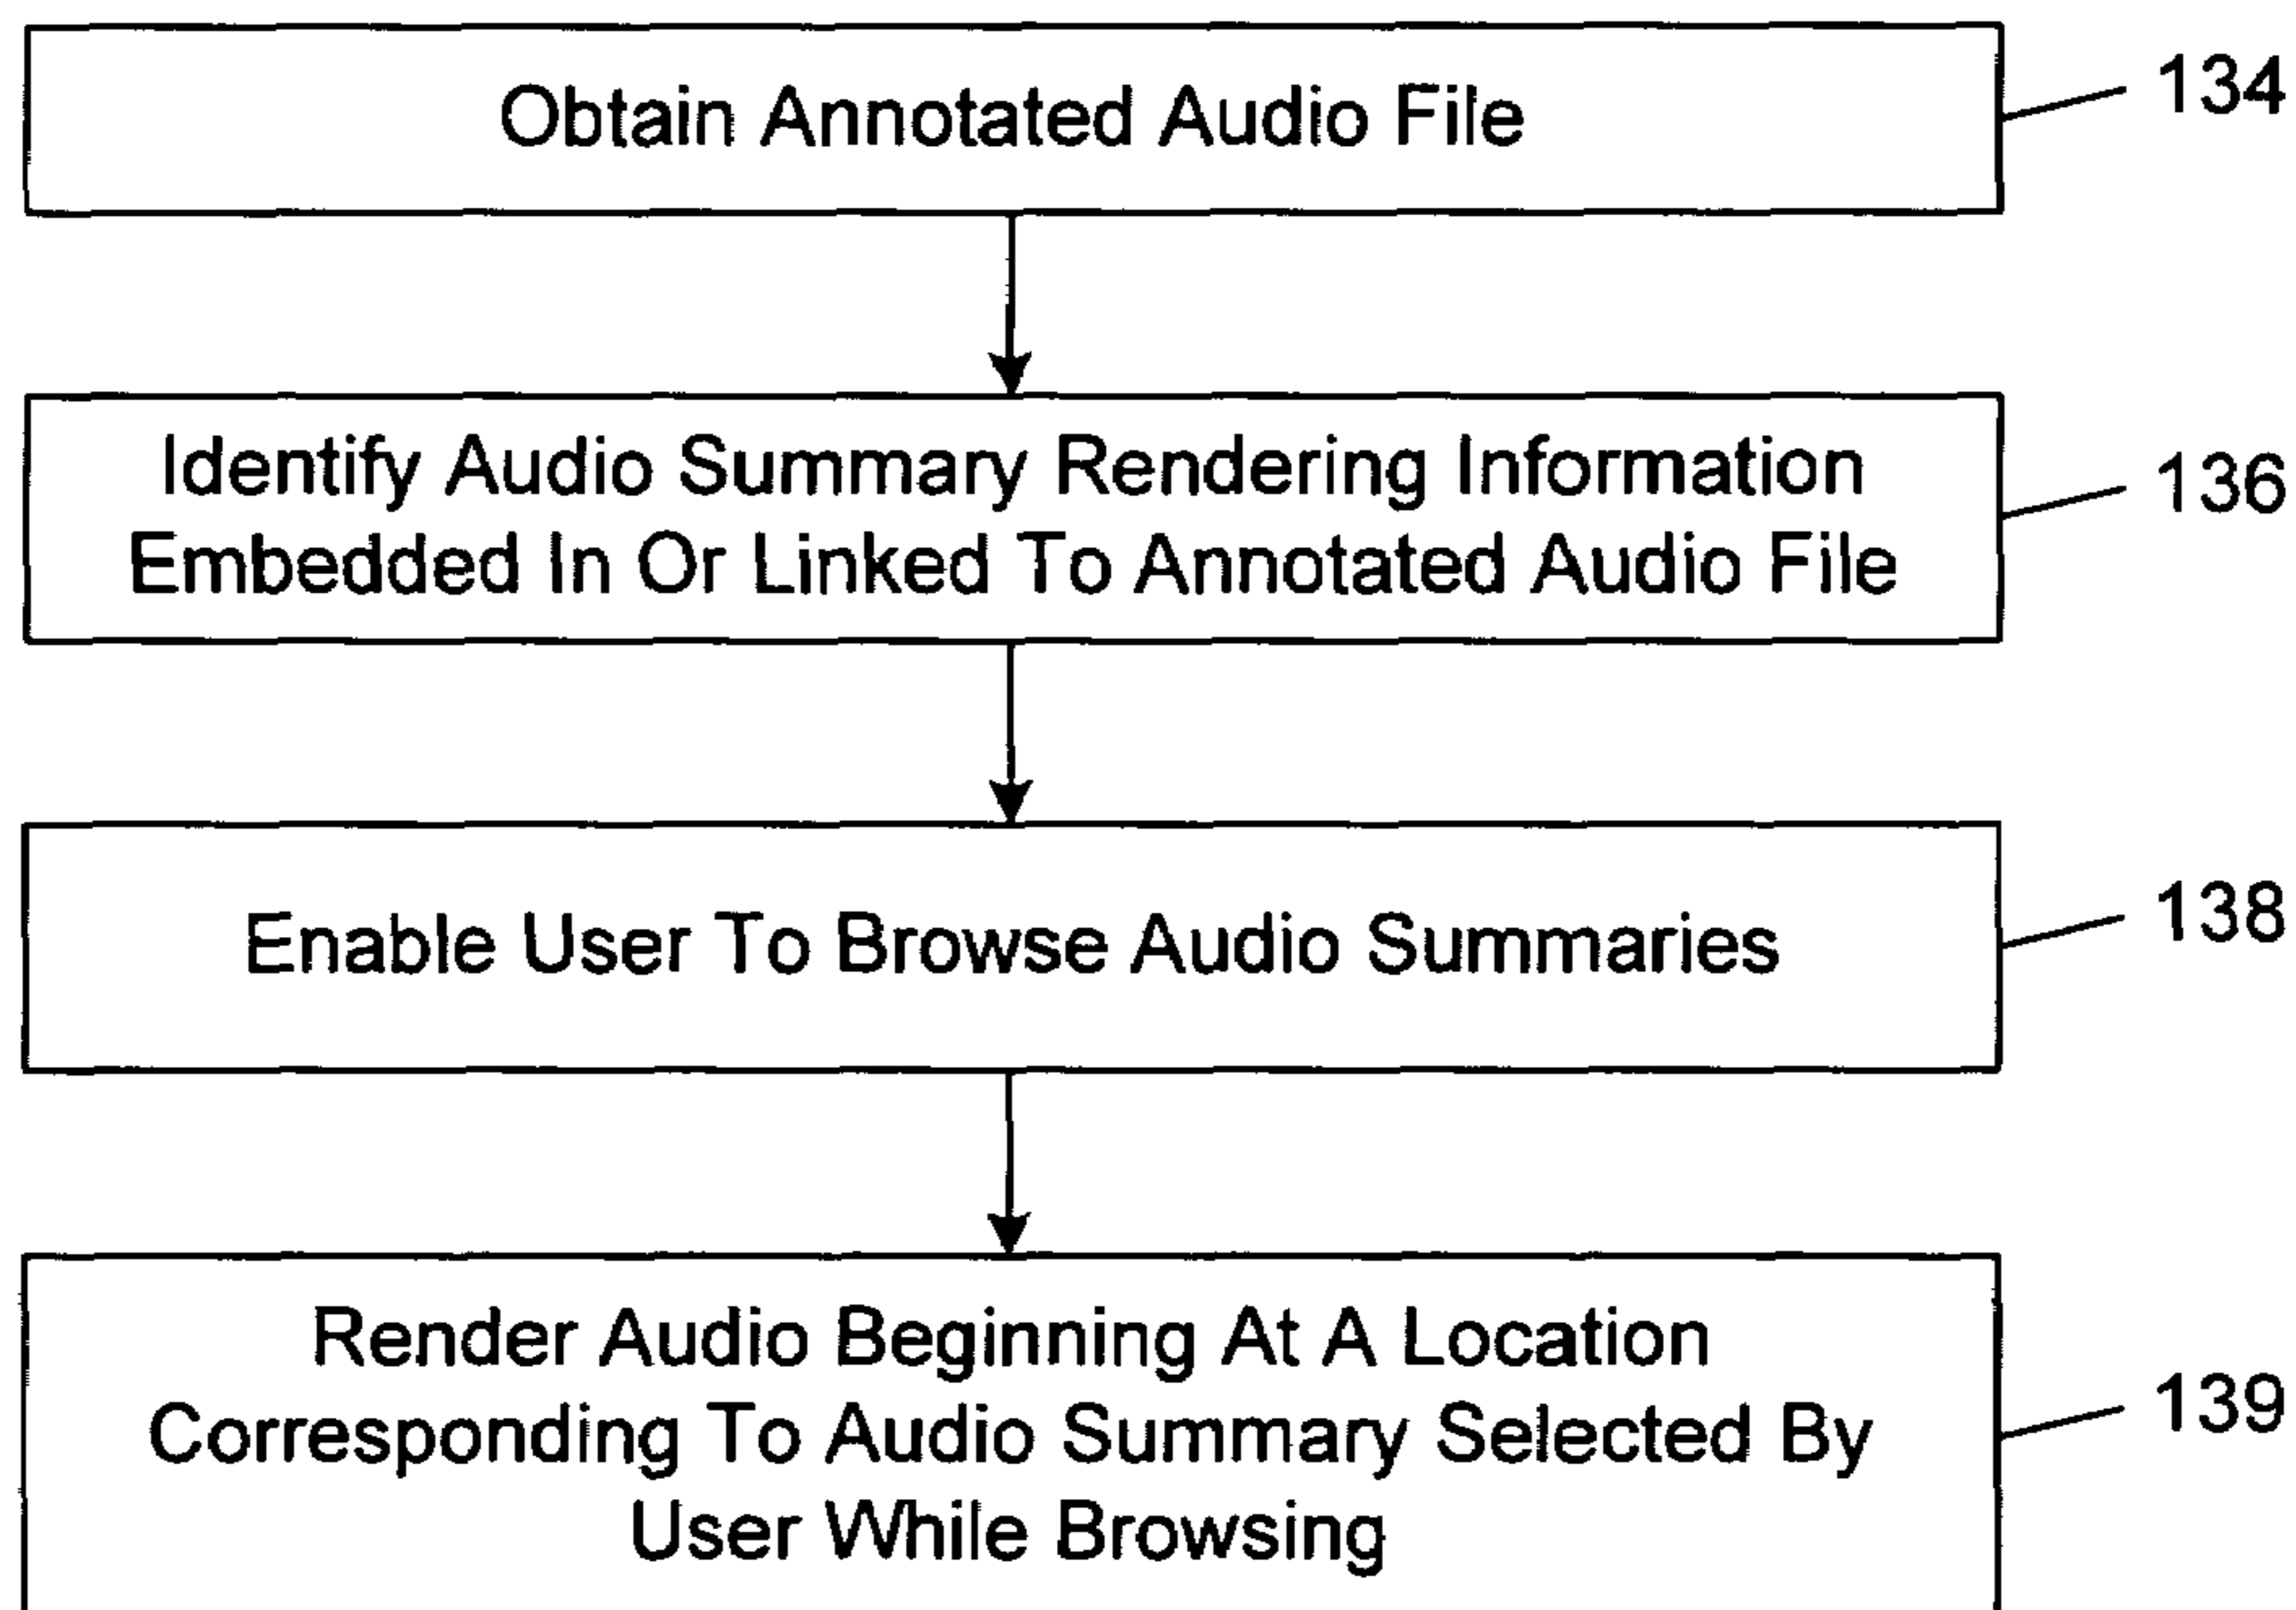 Obtain Annotated Audio File
134
Identify Audio Summary Rendering Information
Embedded In Or Linked To Annotated Audio File
136
Enable User To Browse Audio Summaries
138
Render Audio Beginning At A Location
Corresponding To Audio Summary Selected By
User While Browsing
139